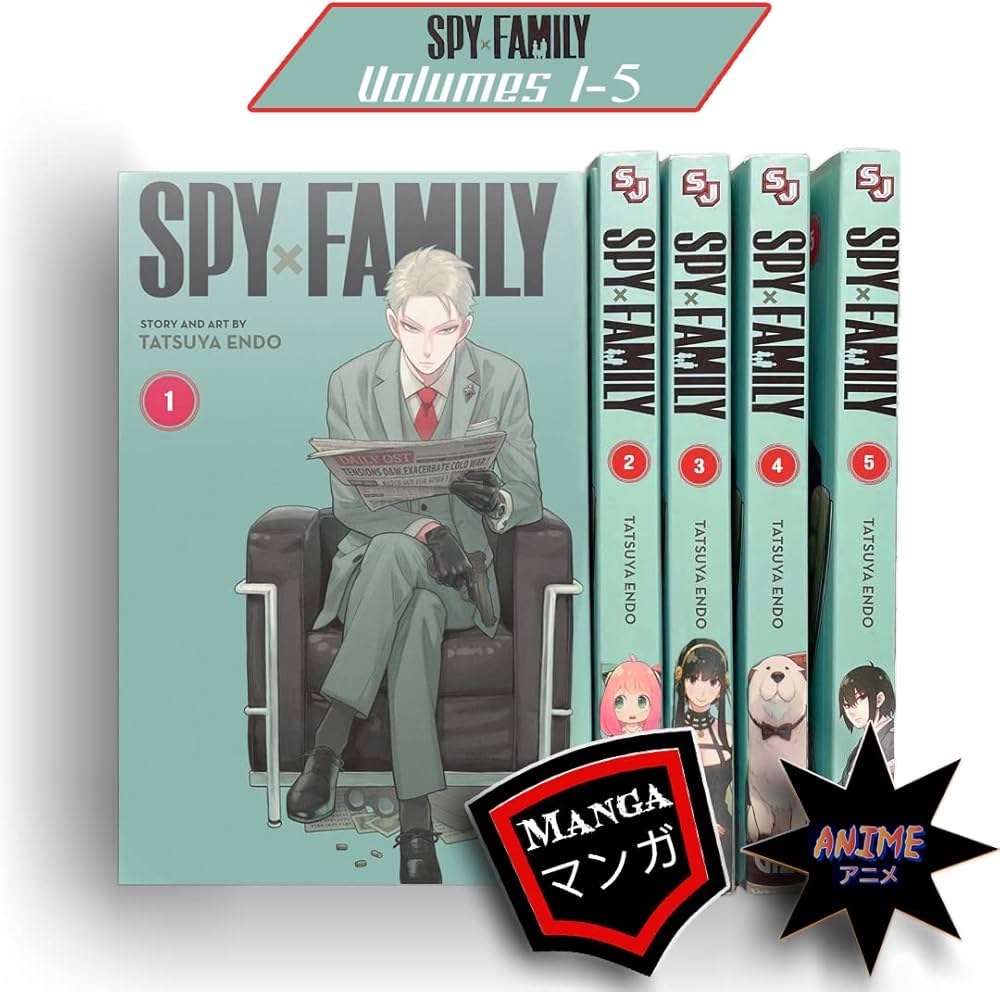 SPY×FAMILY
Volumes 1-5
SPY×FAMILY
STORY AND ART BY
TATSUYA ENDO
1
DAILY OST
TENSIONS O&W, EXACERBATE COLD WAR!
SJ
SPY×FAMILY
2
TATSUYA ENDO
SJ
SPY×FAMILY
3
TATSUYA ENDO
SJ
SPY×FAMILY
4
TATSUYA ENDO
SJ
SPY×FAMILY
5
TATSUYA ENDO
MANGA
マンガ
ANIME
アニメ